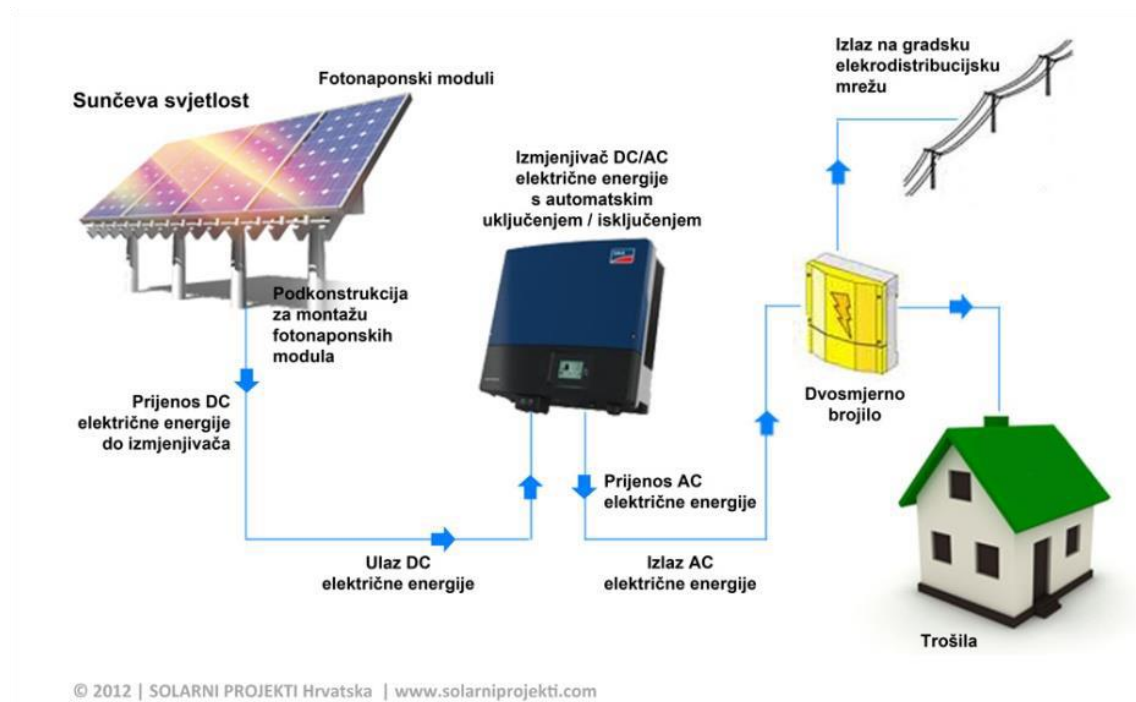 Sunčeva svjetlost
Fotonaponski moduli
Podkonstrukcija
za montažu
fotonaponskih
modula
Prijenos DC
električne energije
do izmjenjivača
Ulaz DC
električne energije
Izmjenjivač DC/AC
električne energije
s automatskim
uključenjem / isključenjem
SMA
Prijenos AC
električne energije
Izlaz AC
električne energije
Izlaz na gradsku
elekrodistribucijsku
mrežu
Dvosmjerno
brojilo
Trošila
© 2012 | SOLARNI PROJEKTI Hrvatska | www.solarniprojekti.com